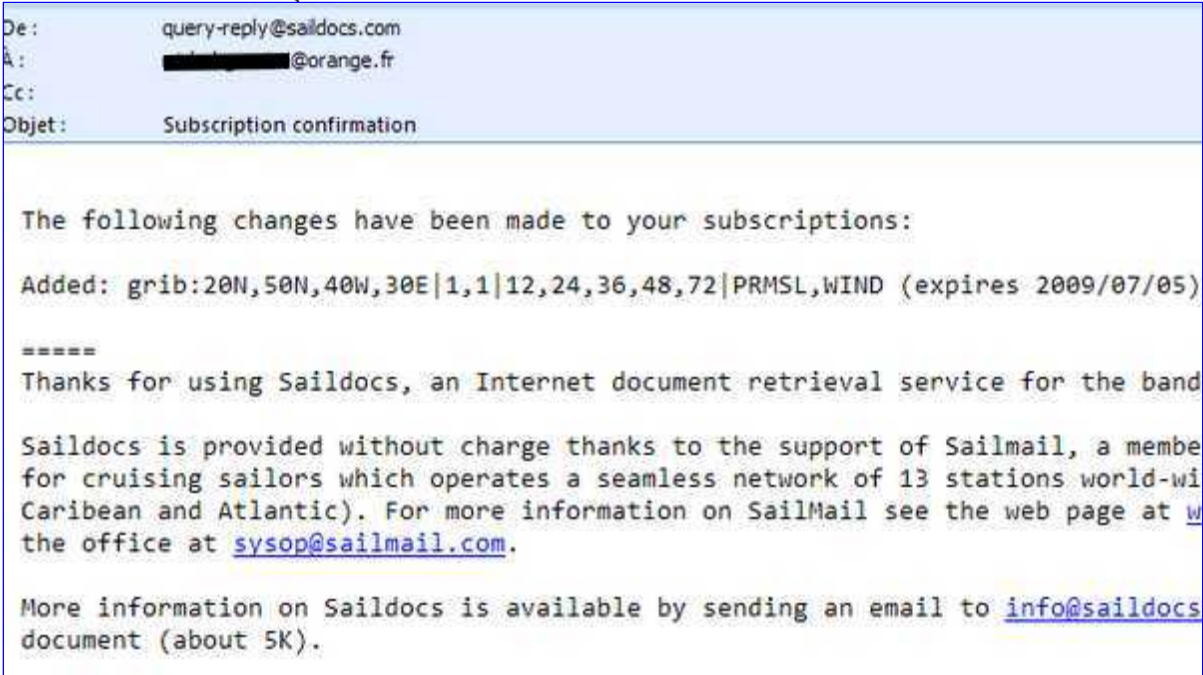 De : query-reply@saildocs.com
À : @orange.fr
Cc :
Objet : Subscription confirmation
The following changes have been made to your subscriptions:
Added: grib:20N,50N,40W,30E|1,1|12,24,36,48,72|PRMSL,WIND (expires 2009/07/05)
=====
Thanks for using Saildocs, an Internet document retrieval service for the band
Saildocs is provided without charge thanks to the support of Sailmail, a membe
for cruising sailors which operates a seamless network of 13 stations world-wi
Caribean and Atlantic). For more information on SailMail see the web page at w
the office at sysop@sailmail.com.
More information on Saildocs is available by sending an email to info@saildocs
document (about 5K).